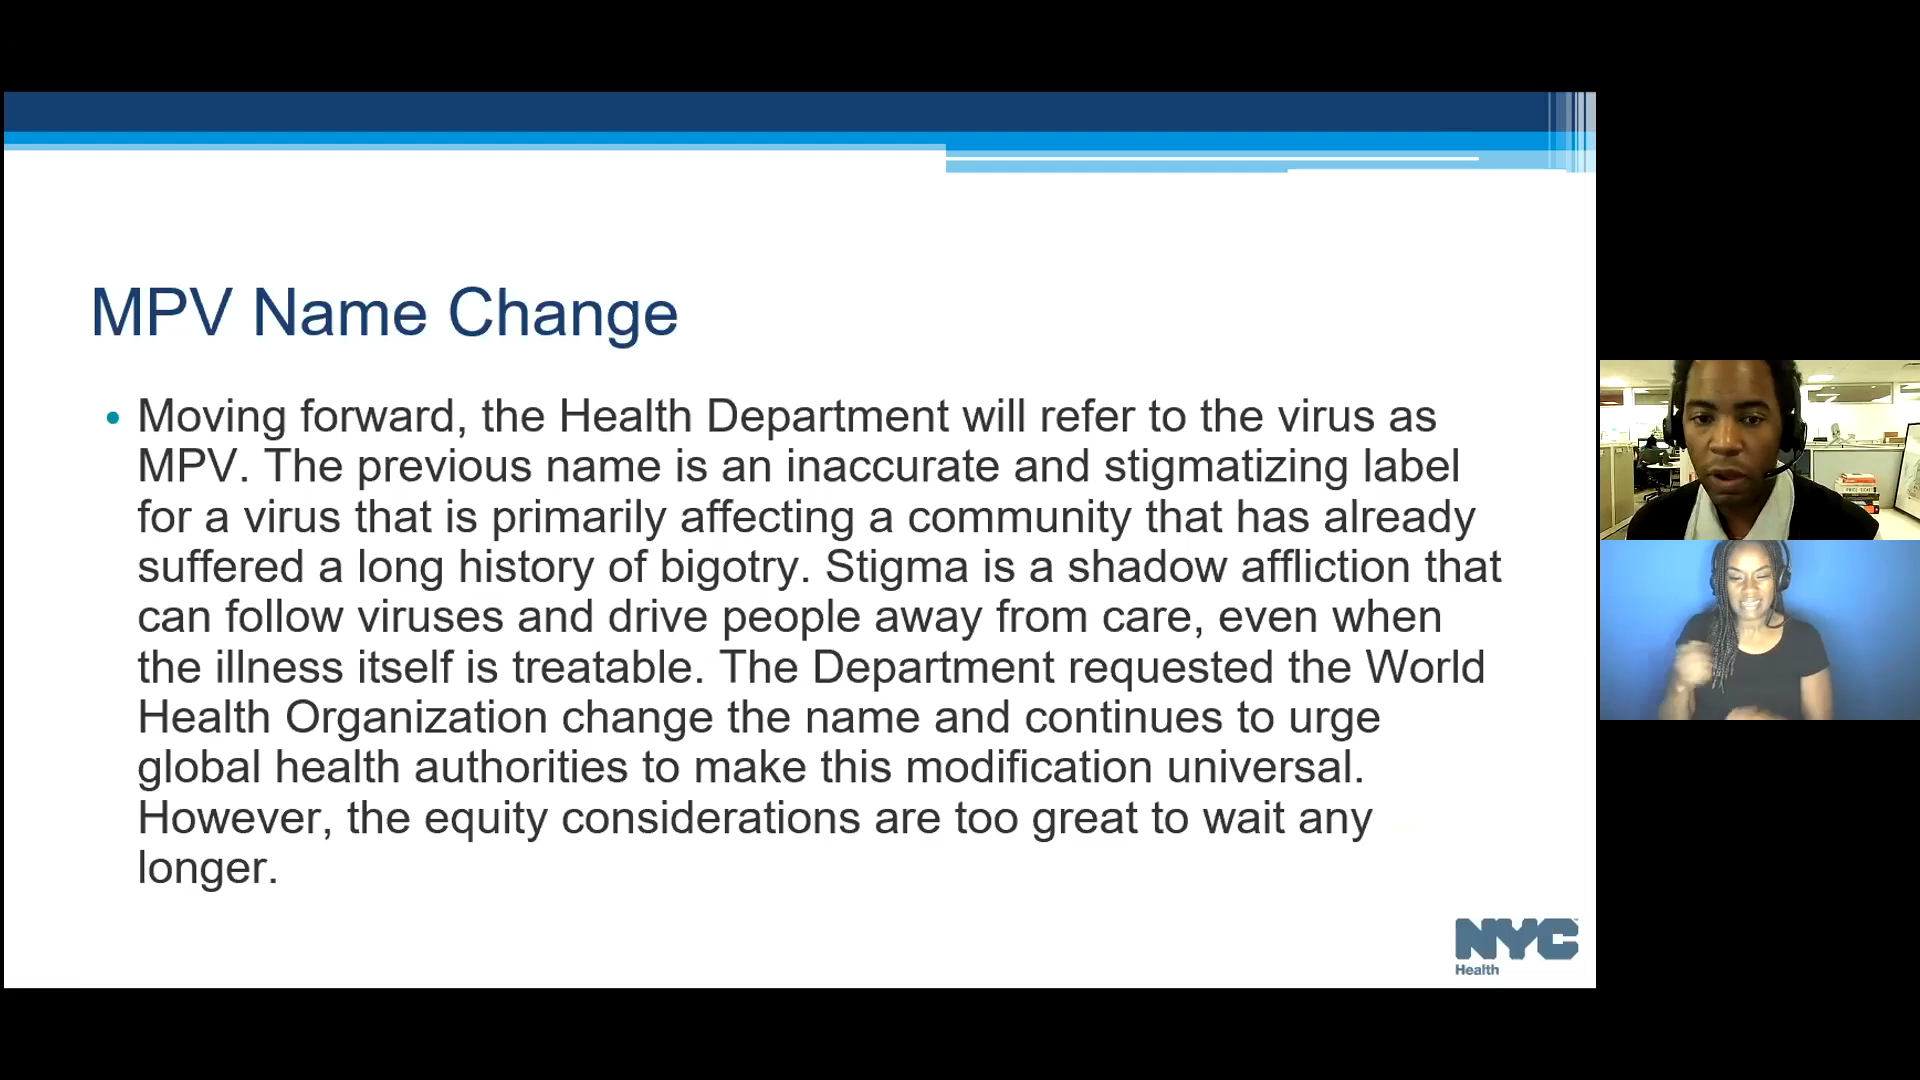 MPV Name Change
• Moving forward, the Health Department will refer to the virus as
MPV. The previous name is an inaccurate and stigmatizing label
for a virus that is primarily affecting a community that has already
suffered a long history of bigotry. Stigma is a shadow affliction that
can follow viruses and drive people away from care, even when
the illness itself is treatable. The Department requested the World
Health Organization change the name and continues to urge
global health authorities to make this modification universal.
However, the equity considerations are too great to wait any
longer.
NYC
Health